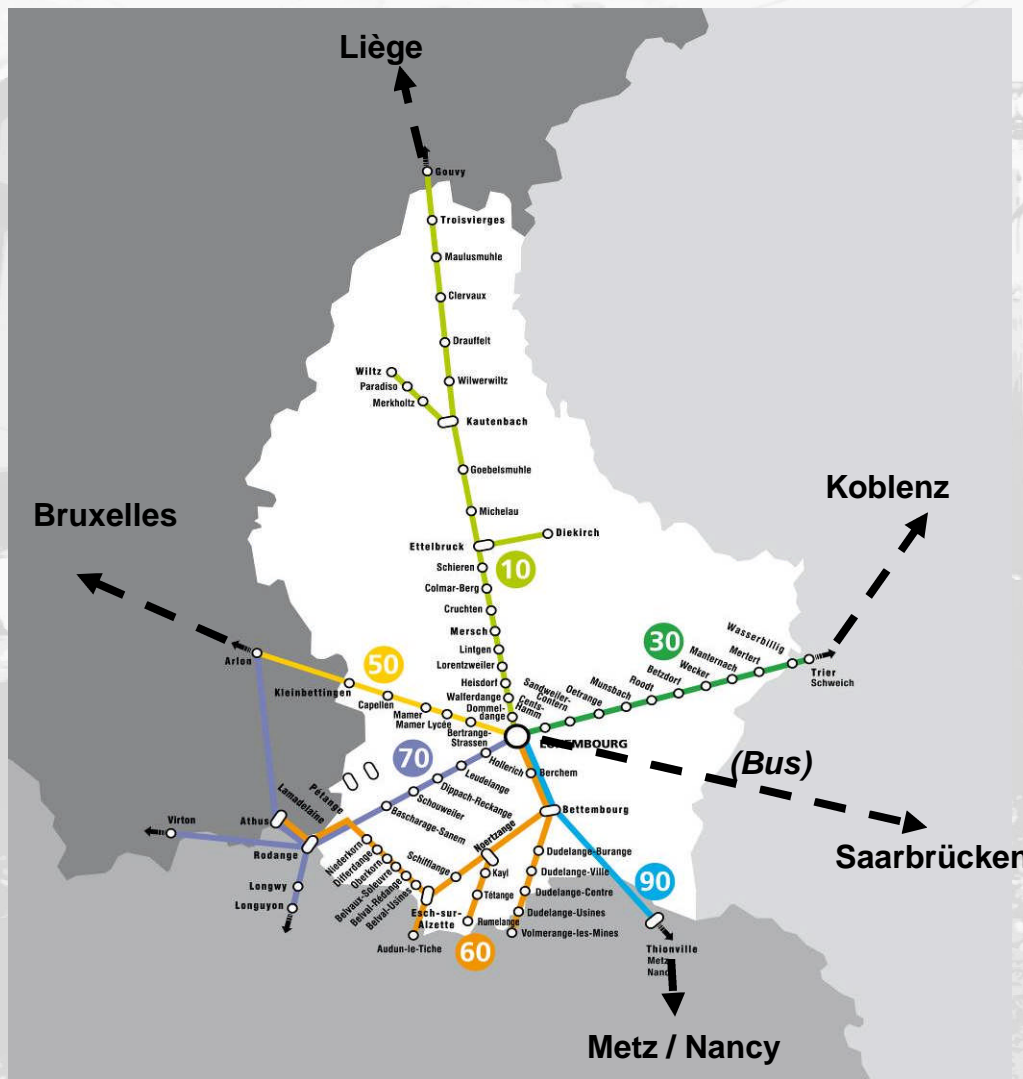 Liège
Gouvy
Troisvierges
Maulusmuhle
Clervaux
Drauffelt
Wiltz
Paradiso
Merkholtz
Wilwerwiltz
Kautenbach
Goebelsmuhle
Michelau
Koblenz
Bruxelles
Ettelbruck
Diekirch
10
Schieren
Colmar-Berg
Cruchten
Mersch
Lintgen
Lorentzweiler
Heisdorf
Walferdange
Dommel-
dange
30
Cents-
Hamm
Sandweiler-
Contern
Oetrange
Munsbach
Roodt
Betzdorf
Wecker
Manternach
Mertert
Wasserbillig
Trier
Schweich
Arlon
50
Kleinbettingen
Capellen
Mamer
Mamer Lycée
Bertrange-
Strassen
LUXEMBOURG
(Bus)
Saarbrücken
70
Hollerich
Leudelange
Dippach-Reckange
Schouweiler
Bascharage-Sanem
Pétange
Lamadelaine
Athus
Virton
Rodange
Longwy
Longuyon
Berchem
Bettembourg
Noertzange
Schifflange
Niederkorn
Differdange
Oberkorn
Belvaux-Soleuvre
Belval-Rédange
Belval-Usines
Esch-sur-
Alzette
Audun-le-Tiche
Kayl
Tétange
Rumelange
60
Dudelange-Burange
Dudelange-Ville
Dudelange-Centre
Dudelange-Usines
Volmerange-les-Mines
90
Thionville
Metz
Metz / Nancy